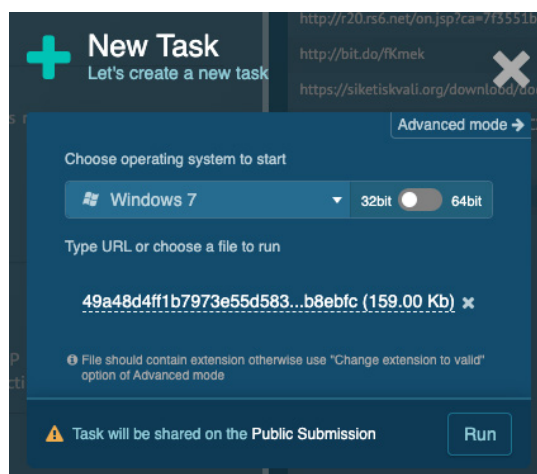 http://r20.rs6.net/on.jsp?ca=7f3551b
New Task
Let's create a new task
http://bit.do/fKmek
https://siketiskvali.org/download/do
Advanced mode →
Choose operating system to start
Windows 7
32bit
64bit
Type URL or choose a file to run
49a48d4ff1b7973e55d583...b8ebfc (159.00 Kb)
File should contain extension otherwise use "Change extension to valid"
option of Advanced mode
Task will be shared on the Public Submission
Run